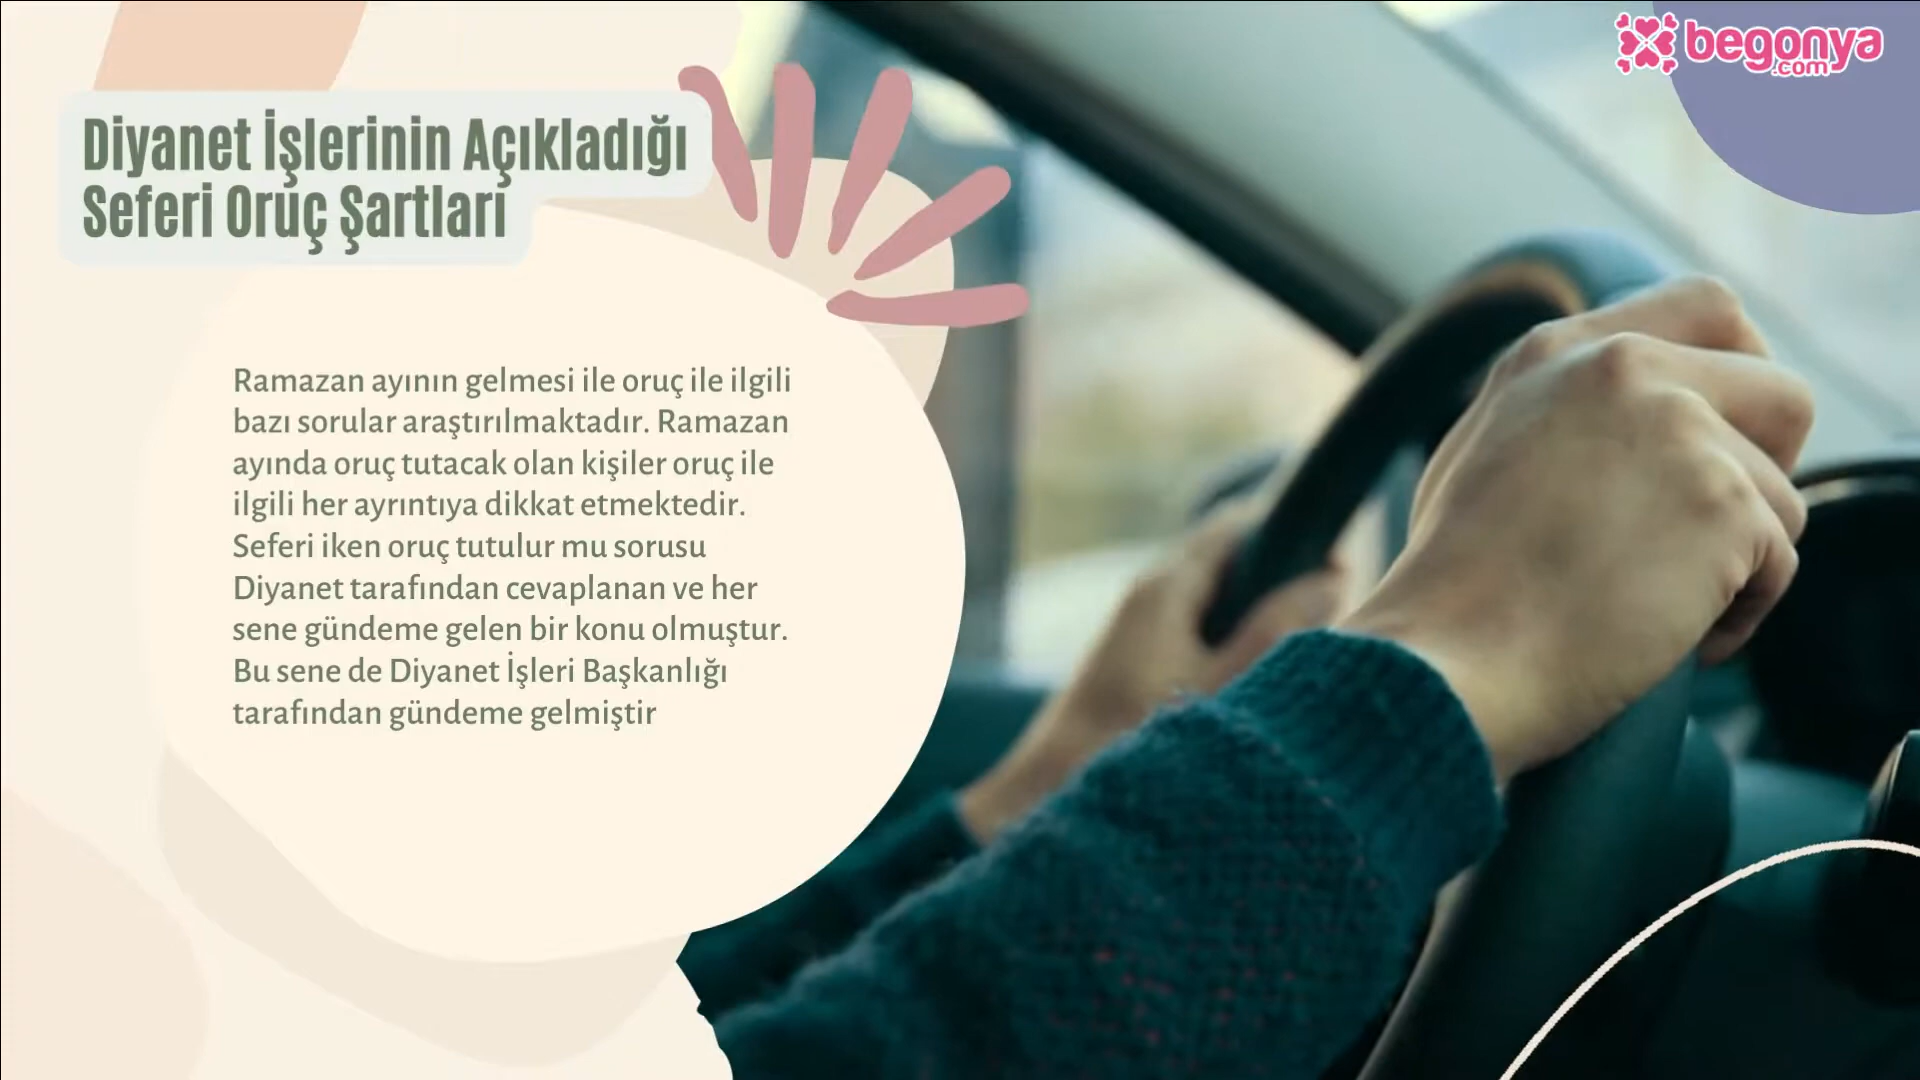 begonya
.com
Diyanet İşlerinin Açıkladığı
Seferi Oruç Şartları
Ramazan ayının gelmesi ile oruç ile ilgili
bazı sorular araştırılmaktadır. Ramazan
ayında oruç tutacak olan kişiler oruç ile
ilgili her ayrıntıya dikkat etmektedir.
Seferi iken oruç tutulur mu sorusu
Diyanet tarafından cevaplanan ve her
sene gündeme gelen bir konu olmuştur.
Bu sene de Diyanet İşleri Başkanlığı
tarafından gündeme gelmiştir